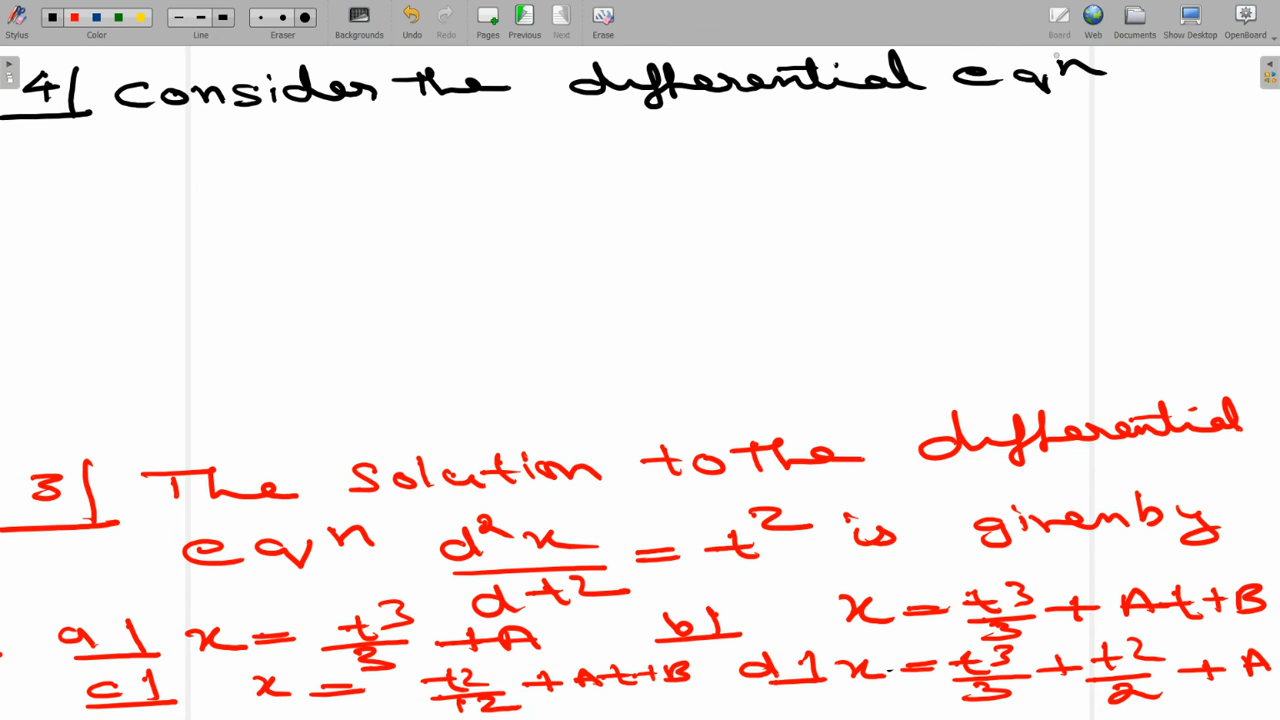 Stylus Color Line Eraser Backgrounds Undo Redo Pages Previous Next Erase Board Web Documents Show Desktop OpenBoard
4| Consider the differential eqn
3| The Solution to the differential
eqn d²x/dt² = t² is given by
a| x = t³/3 + A b| x = t³/3 + At + B
c| x = t²/12 + At + B d| x = t³/3 + t²/2 + A